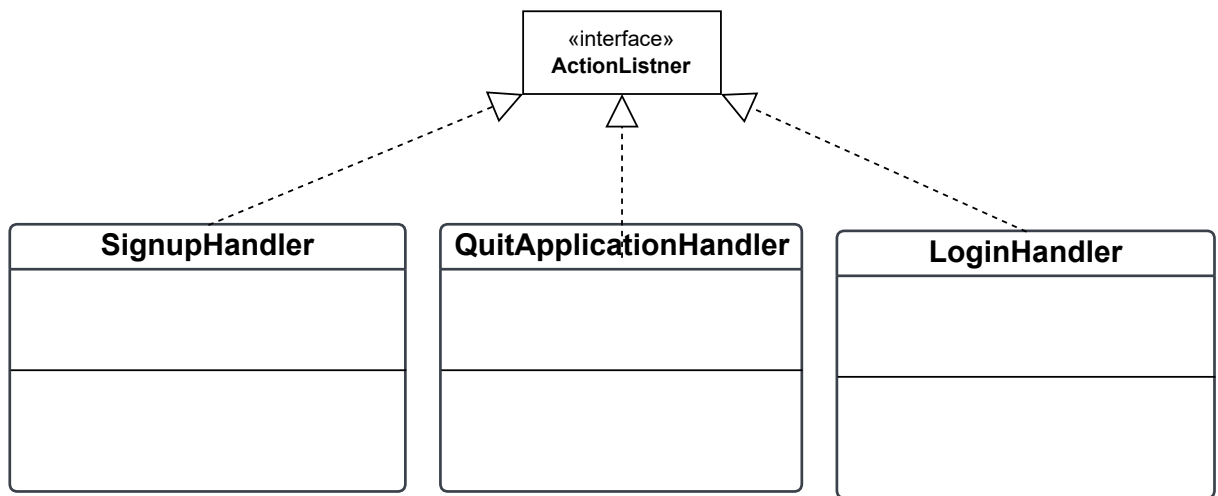 «interface»
ActionListner
SignupHandler
QuitApplicationHandler
LoginHandler